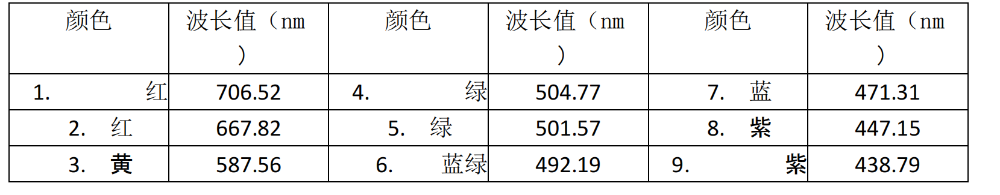 颜色 波长值（nm） 颜色 波长值（nm） 颜色 波长值（nm）
1. 红 706.52 4. 绿 504.77 7. 蓝 471.31
2. 红 667.82 5. 绿 501.57 8. 紫 447.15
3. 黄 587.56 6. 蓝绿 492.19 9. 紫 438.79